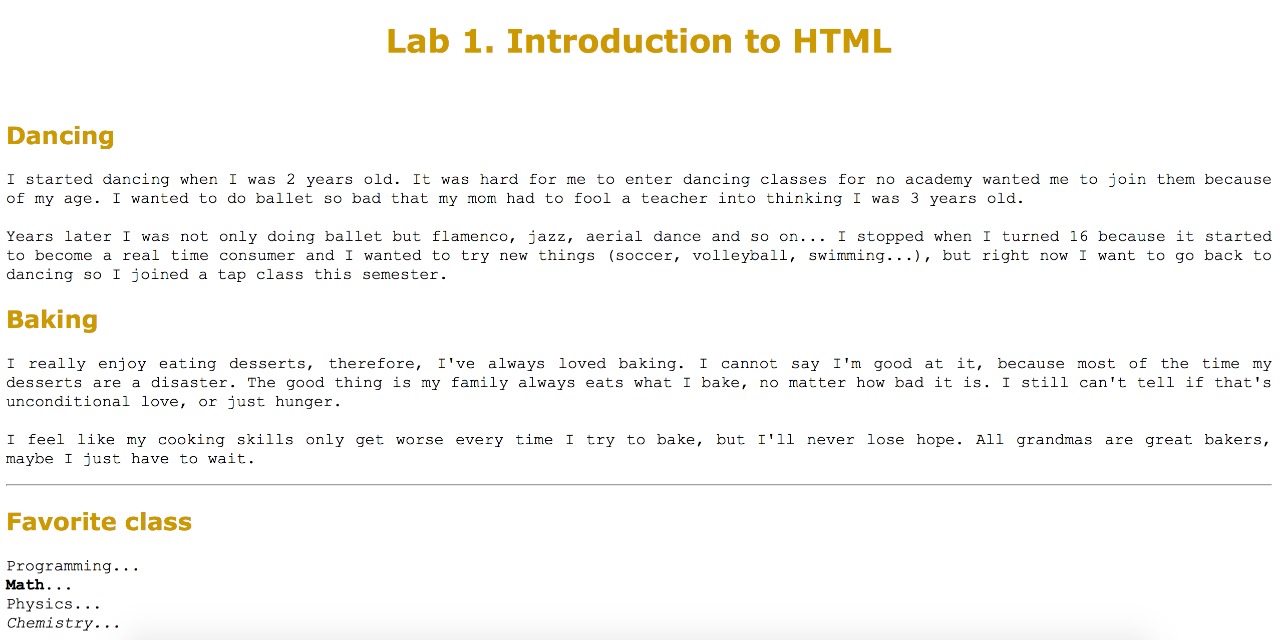 Lab 1. Introduction to HTML
Dancing
I started dancing when I was 2 years old. It was hard for me to enter dancing classes for no academy wanted me to join them because
of my age. I wanted to do ballet so bad that my mom had to fool a teacher into thinking I was 3 years old.
Years later I was not only doing ballet but flamenco, jazz, aerial dance and so on... I stopped when I turned 16 because it started
to become a real time consumer and I wanted to try new things (soccer, volleyball, swimming...), but right now I want to go back to
dancing so I joined a tap class this semester.
Baking
I really enjoy eating desserts, therefore, I've always loved baking. I cannot say I'm good at it, because most of the time my
desserts are a disaster. The good thing is my family always eats what I bake, no matter how bad it is. I still can't tell if that's
unconditional love, or just hunger.
I feel like my cooking skills only get worse every time I try to bake, but I'll never lose hope. All grandmas are great bakers,
maybe I just have to wait.
Favorite class
Programming...
Math...
Physics...
Chemistry...